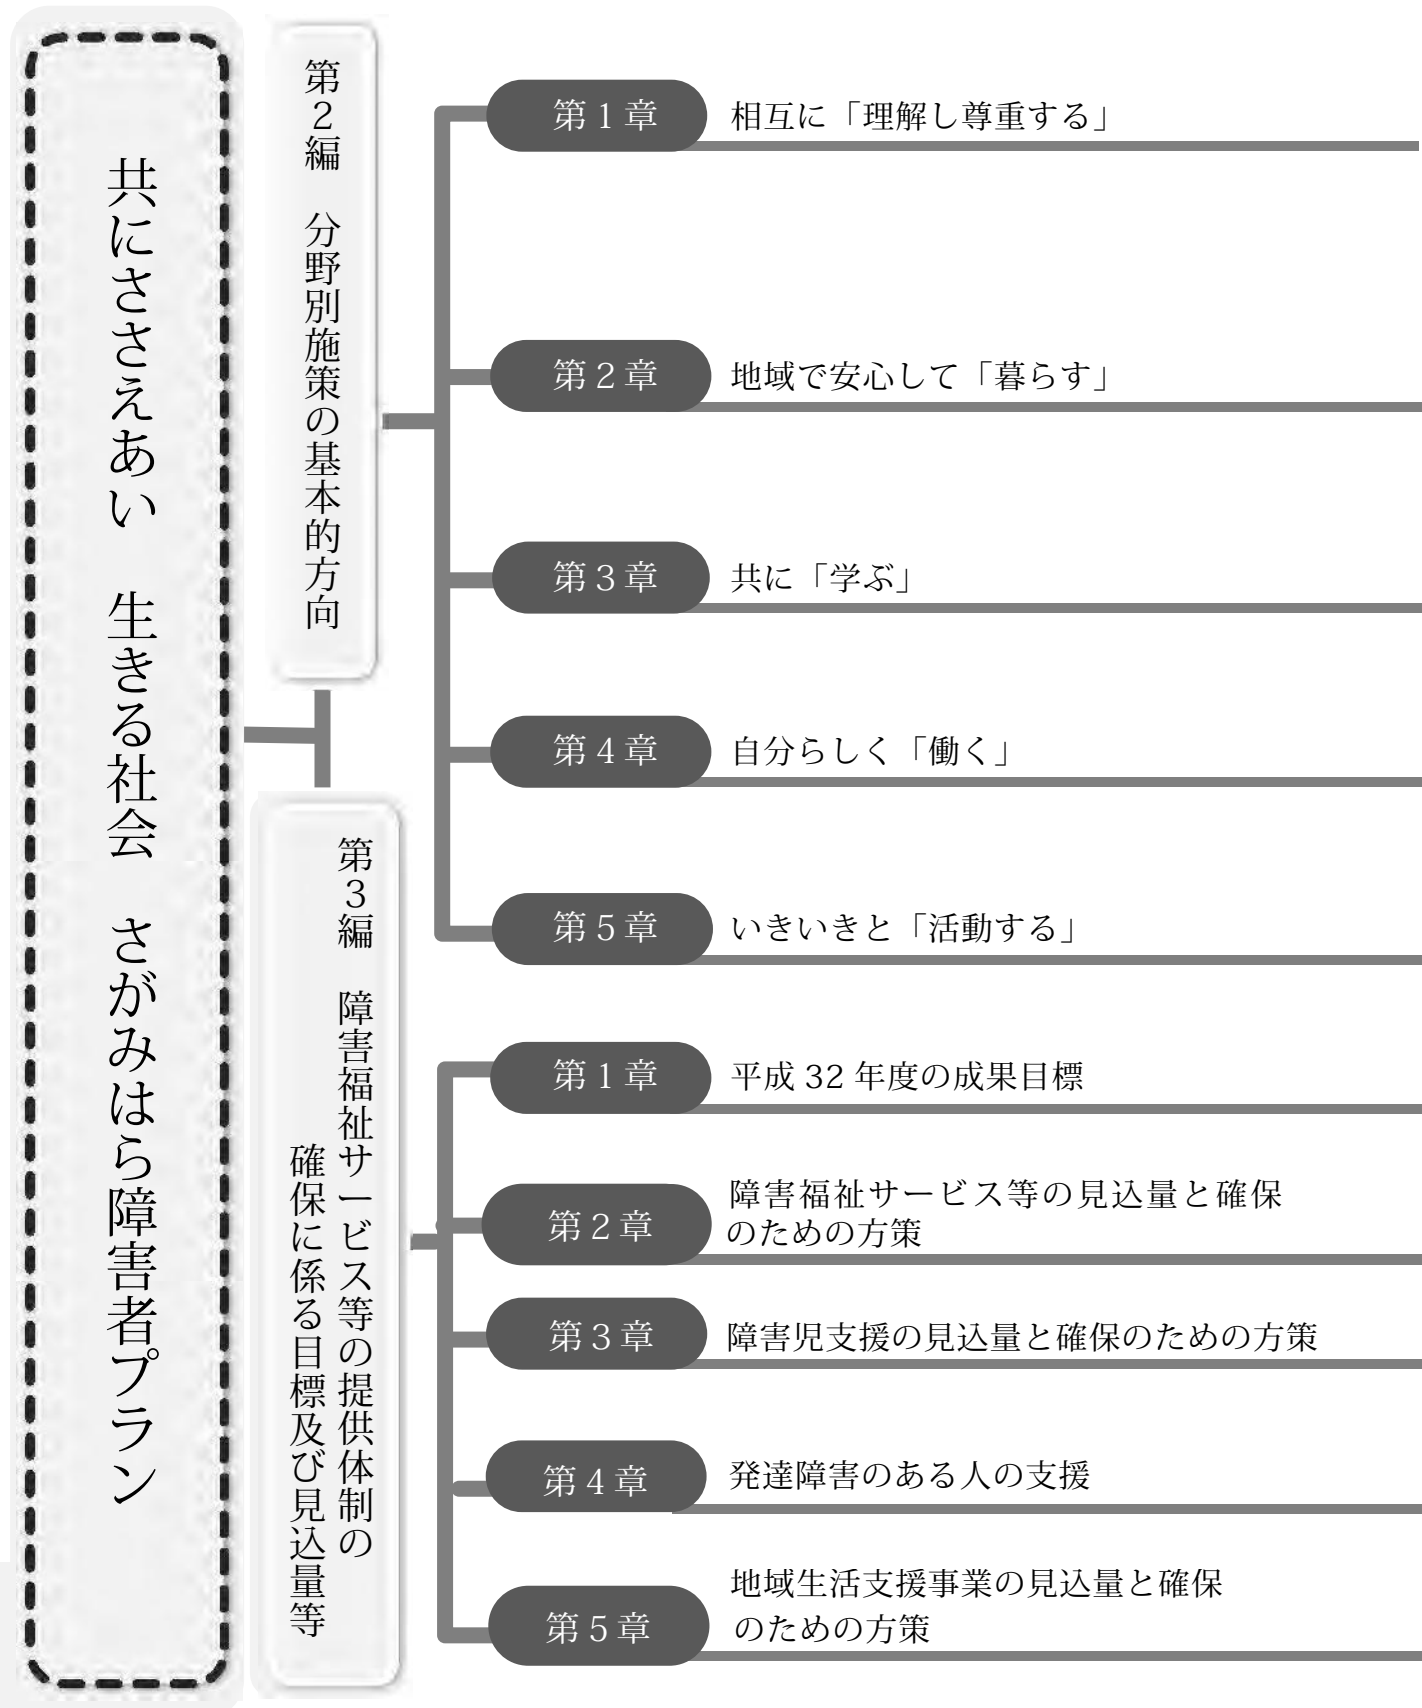 共にささえあい　生きる社会　さがみはら障害者プラン
第2編　分野別施策の基本的方向
第1章
相互に「理解し尊重する」
第2章
地域で安心して「暮らす」
第3章
共に「学ぶ」
第4章
自分らしく「働く」
第5章
いきいきと「活動する」
第3編　障害福祉サービス等の提供体制の
確保に係る目標及び見込量等
第1章
平成 32 年度の成果目標
第2章
障害福祉サービス等の見込量と確保
のための方策
第3章
障害児支援の見込量と確保のための方策
第4章
発達障害のある人の支援
第5章
地域生活支援事業の見込量と確保
のための方策